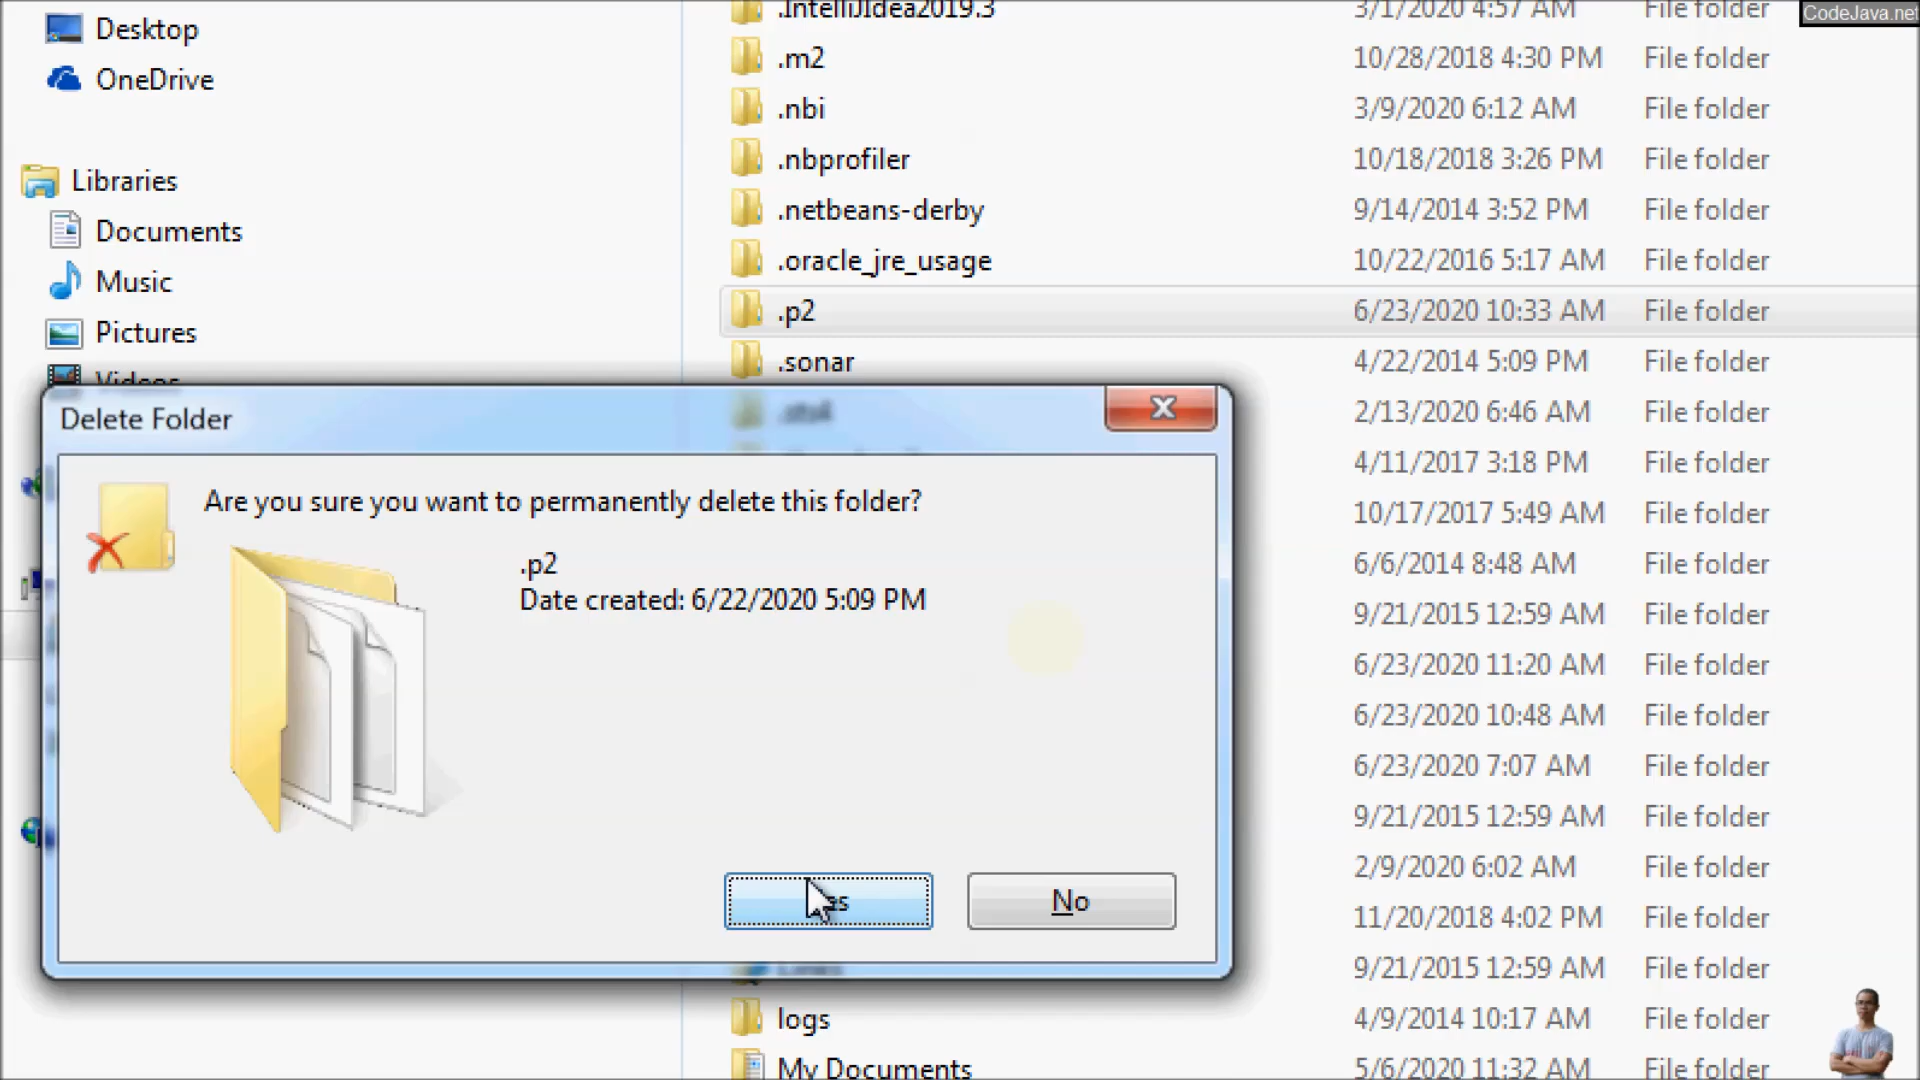 CodeJava.net
Desktop
OneDrive
Libraries
Documents
Music
Pictures
Videos
.IntelliJIdea2019.3 3/1/2020 4:57 AM File folder
.m2 10/28/2018 4:30 PM File folder
.nbi 3/9/2020 6:12 AM File folder
.nbprofiler 10/18/2018 3:26 PM File folder
.netbeans-derby 9/14/2014 3:52 PM File folder
.oracle_jre_usage 10/22/2016 5:17 AM File folder
.p2 6/23/2020 10:33 AM File folder
.sonar 4/22/2014 5:09 PM File folder
.sts4 2/13/2020 6:46 AM File folder
4/11/2017 3:18 PM File folder
10/17/2017 5:49 AM File folder
6/6/2014 8:48 AM File folder
9/21/2015 12:59 AM File folder
6/23/2020 11:20 AM File folder
6/23/2020 10:48 AM File folder
6/23/2020 7:07 AM File folder
9/21/2015 12:59 AM File folder
2/9/2020 6:02 AM File folder
11/20/2018 4:02 PM File folder
Links 9/21/2015 12:59 AM File folder
logs 4/9/2014 10:17 AM File folder
My Documents 5/6/2020 11:32 AM File folder
Delete Folder
Are you sure you want to permanently delete this folder?
.p2
Date created: 6/22/2020 5:09 PM
Yes
No